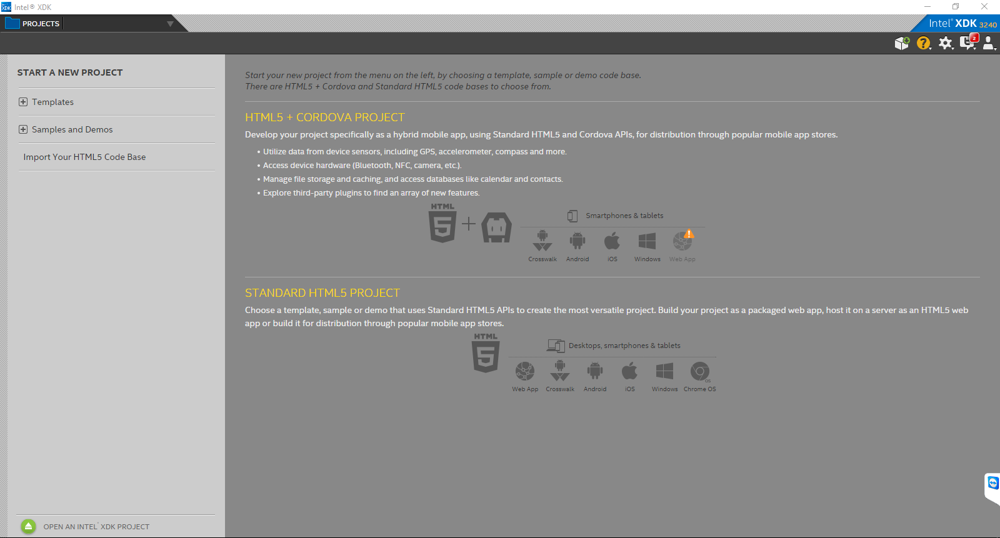 Intel® XDK
PROJECTS
Intel® XDK 3240
2
START A NEW PROJECT
Templates
Samples and Demos
Import Your HTML5 Code Base
OPEN AN INTEL® XDK PROJECT
Start your new project from the menu on the left, by choosing a template, sample or demo code base.
There are HTML5 + Cordova and Standard HTML5 code bases to choose from.
HTML5 + CORDOVA PROJECT
Develop your project specifically as a hybrid mobile app, using Standard HTML5 and Cordova APIs, for distribution through popular mobile app stores.
• Utilize data from device sensors, including GPS, accelerometer, compass and more.
• Access device hardware (Bluetooth, NFC, camera, etc.).
• Manage file storage and caching, and access databases like calendar and contacts.
• Explore third-party plugins to find an array of new features.
HTML
5
Smartphones & tablets
Crosswalk Android iOS Windows Web App
STANDARD HTML5 PROJECT
Choose a template, sample or demo that uses Standard HTML5 APIs to create the most versatile project. Build your project as a packaged web app, host it on a server as an HTML5 web
app or build it for distribution through popular mobile app stores.
HTML
5
Desktops, smartphones & tablets
OS
Web App Crosswalk Android iOS Windows Chrome OS